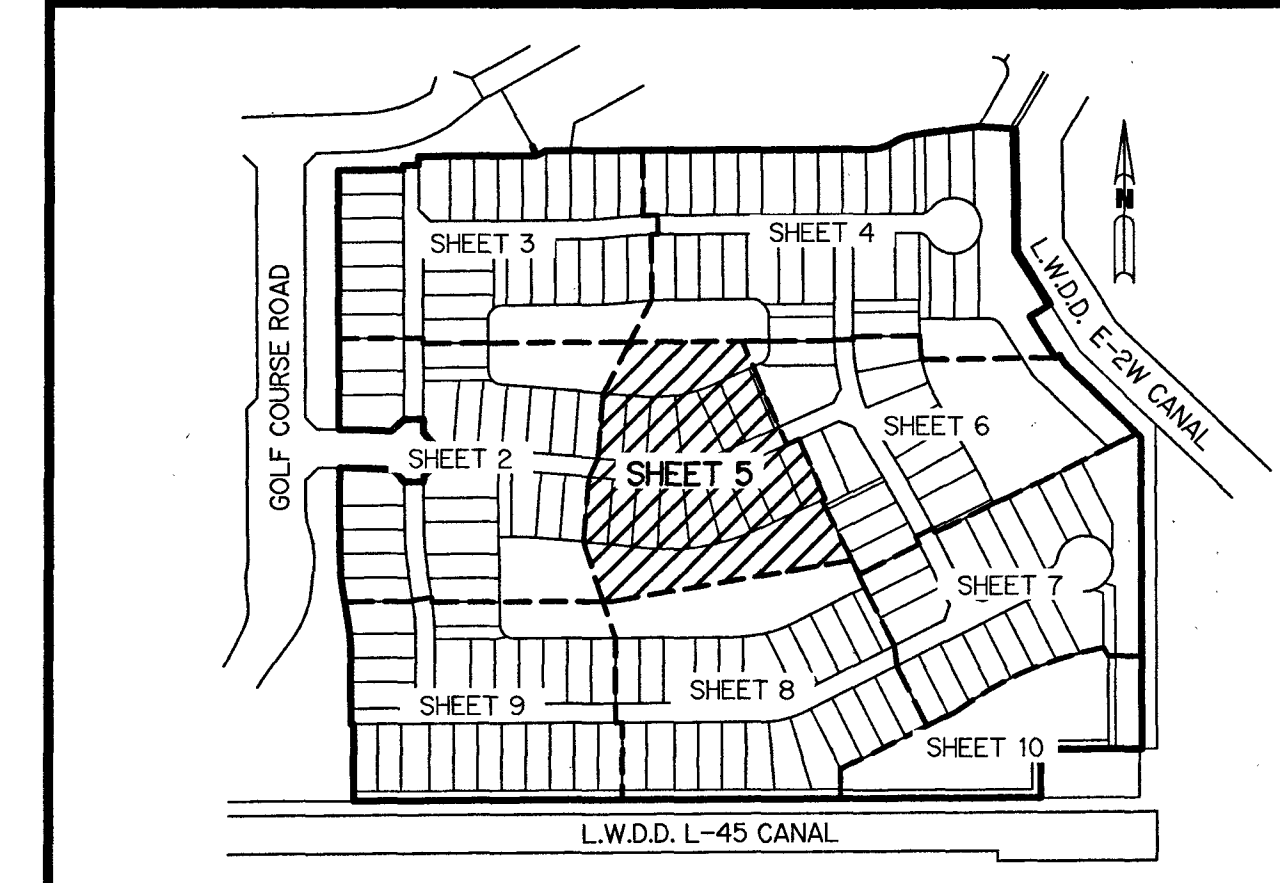 N
SHEET 3
SHEET 4
L.W.D.D. E-2W CANAL
GOLF COURSE ROAD
SHEET 2
SHEET 5
SHEET 6
SHEET 7
SHEET 9
SHEET 8
SHEET 10
L.W.D.D. L-45 CANAL